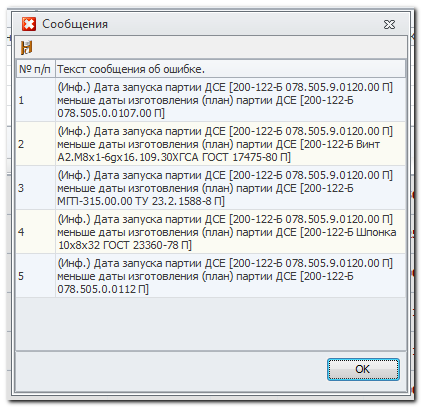 Сообщения
№ п/п Текст сообщения об ошибке.
1 (Инф.) Дата запуска партии ДСЕ [200-122-Б 078.505.9.0120.00 П]
меньше даты изготовления (план) партии ДСЕ [200-122-Б
078.505.0.0107.00 П]
2 (Инф.) Дата запуска партии ДСЕ [200-122-Б 078.505.9.0120.00 П]
меньше даты изготовления (план) партии ДСЕ [200-122-Б Винт
А2.М8х1-6gх16.109.30ХГСА ГОСТ 17475-80 П]
3 (Инф.) Дата запуска партии ДСЕ [200-122-Б 078.505.9.0120.00 П]
меньше даты изготовления (план) партии ДСЕ [200-122-Б
МГП-315.00.00 ТУ 23.2.1588-8 П]
4 (Инф.) Дата запуска партии ДСЕ [200-122-Б 078.505.9.0120.00 П]
меньше даты изготовления (план) партии ДСЕ [200-122-Б Шпонка
10х8х32 ГОСТ 23360-78 П]
5 (Инф.) Дата запуска партии ДСЕ [200-122-Б 078.505.9.0120.00 П]
меньше даты изготовления (план) партии ДСЕ [200-122-Б
078.505.0.0112 П]
OK